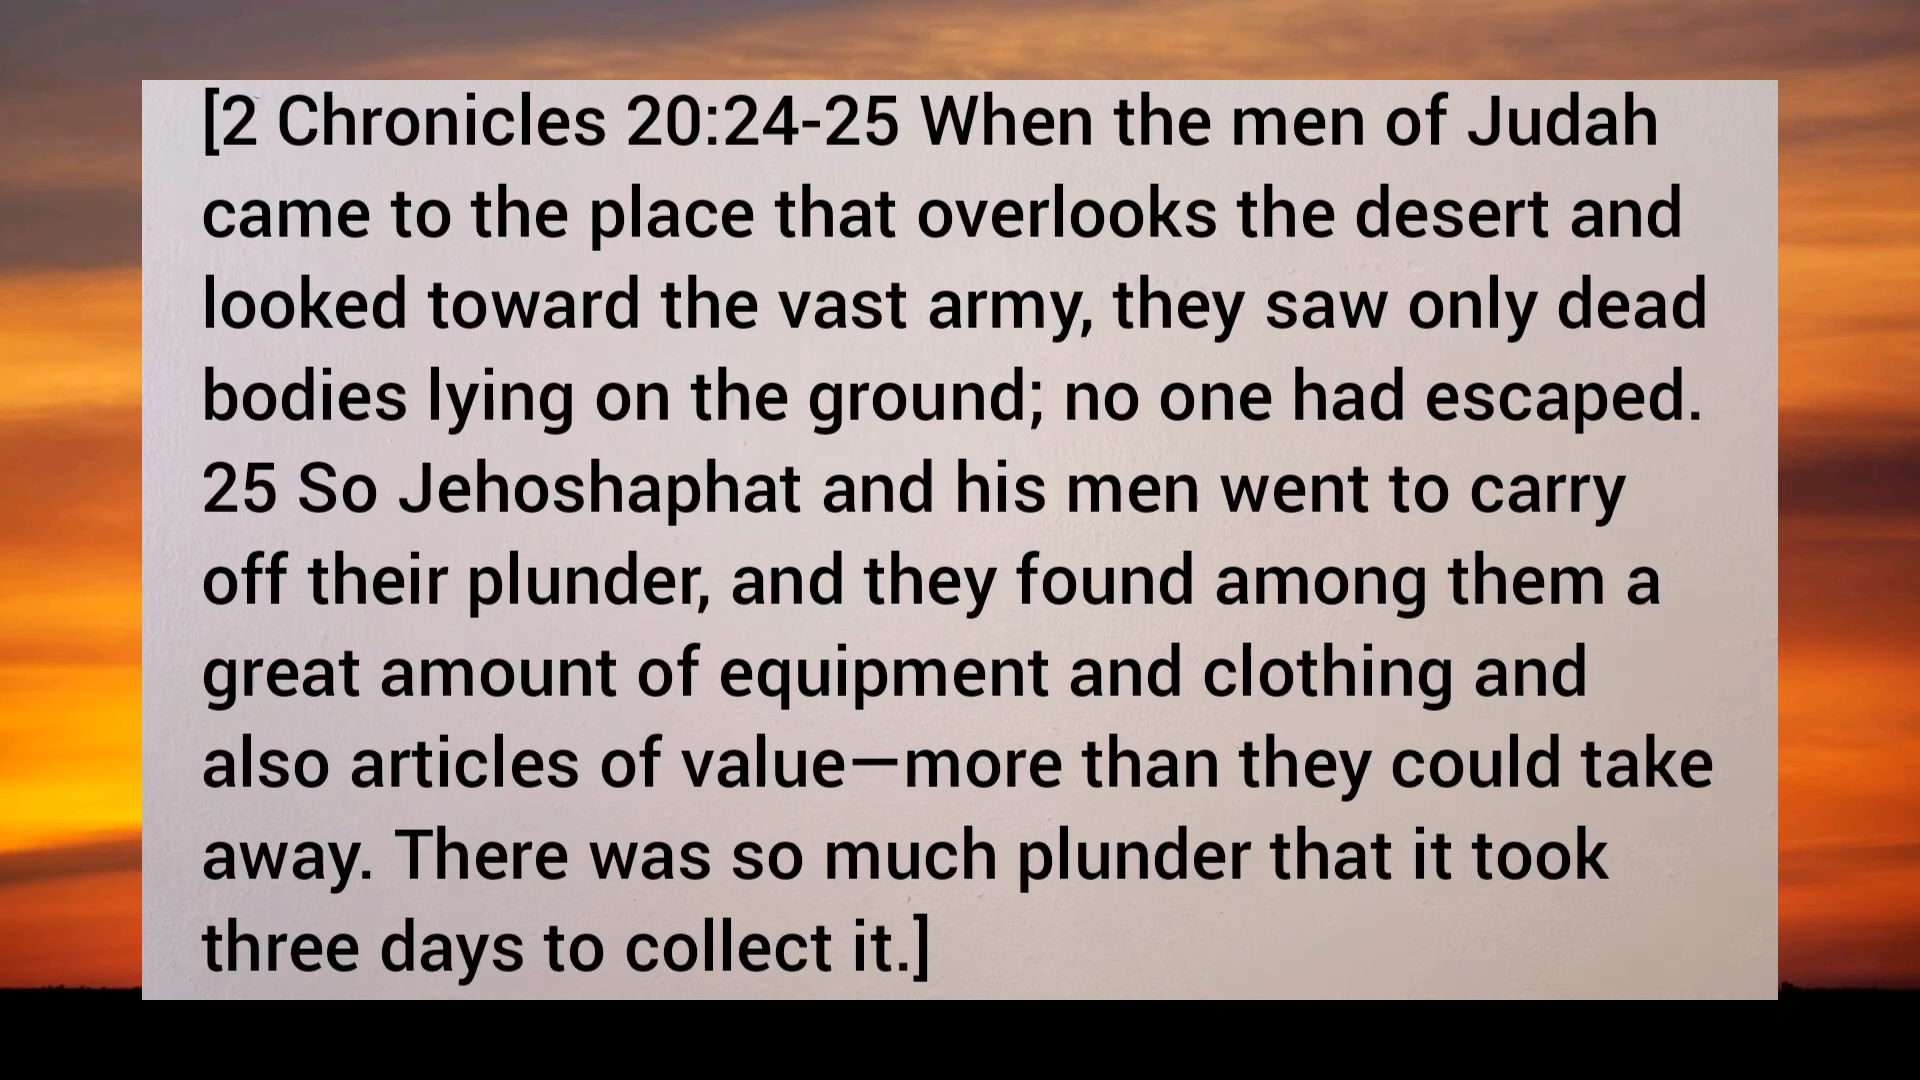 [2 Chronicles 20:24-25 When the men of Judah
came to the place that overlooks the desert and
looked toward the vast army, they saw only dead
bodies lying on the ground; no one had escaped.
25 So Jehoshaphat and his men went to carry
off their plunder, and they found among them a
great amount of equipment and clothing and
also articles of value—more than they could take
away. There was so much plunder that it took
three days to collect it.]